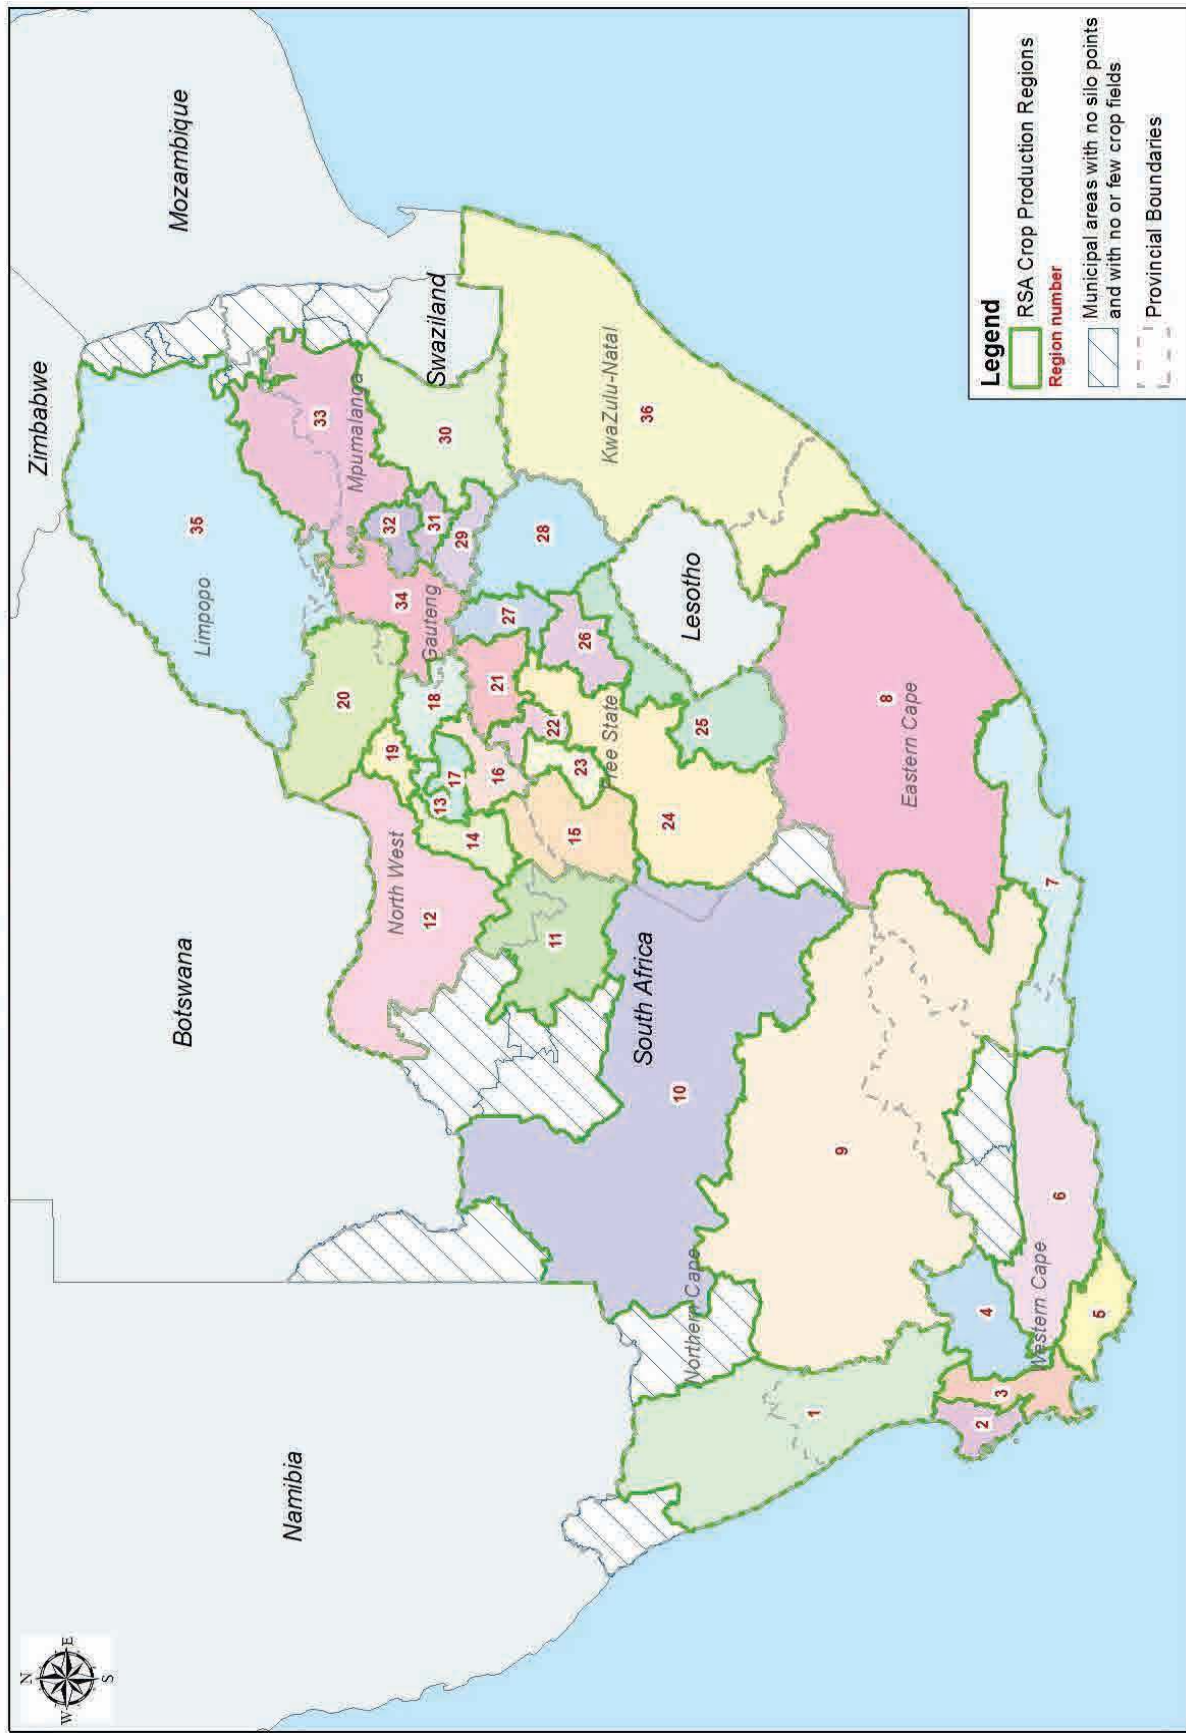 N
W
E
S
Zimbabwe
Mozambique
Botswana
Namibia
Swaziland
Lesotho
South Africa
Limpopo
Mpumalanga
North West
Gauteng
Free State
KwaZulu-Natal
Northern Cape
Eastern Cape
Western Cape
1
2
3
4
5
6
7
8
9
10
11
12
13
14
15
16
17
18
19
20
21
22
23
24
25
26
27
28
29
30
31
32
33
34
35
36
Legend
RSA Crop Production Regions
Region number
Municipal areas with no silo points
and with no or few crop fields
Provincial Boundaries